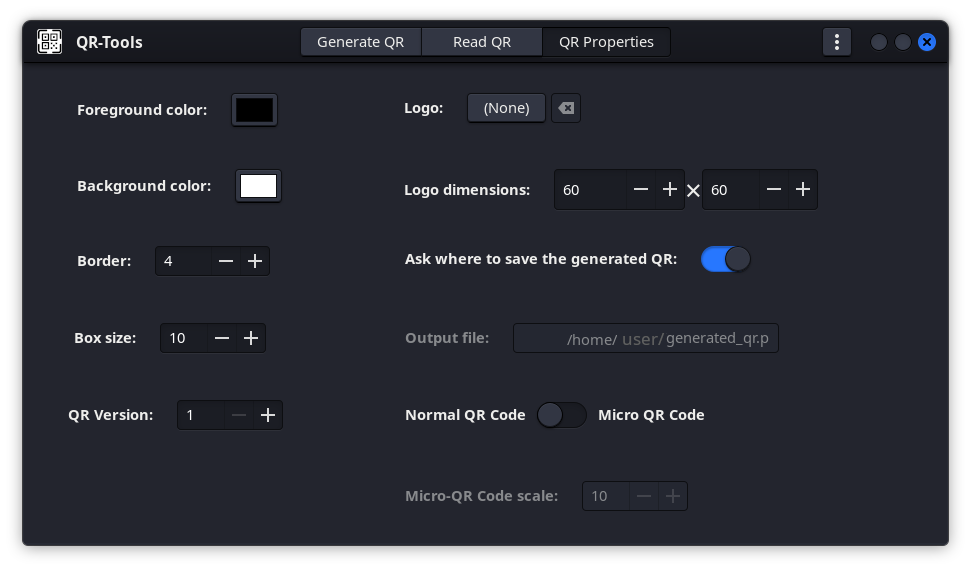 QR-Tools
Generate QR
Read QR
QR Properties
Foreground color:
Logo:
(None)
Background color:
Logo dimensions:
60
60
Border:
4
Ask where to save the generated QR:
Box size:
10
Output file:
/home/ user/generated_qr.p
QR Version:
1
Normal QR Code
Micro QR Code
Micro-QR Code scale:
10